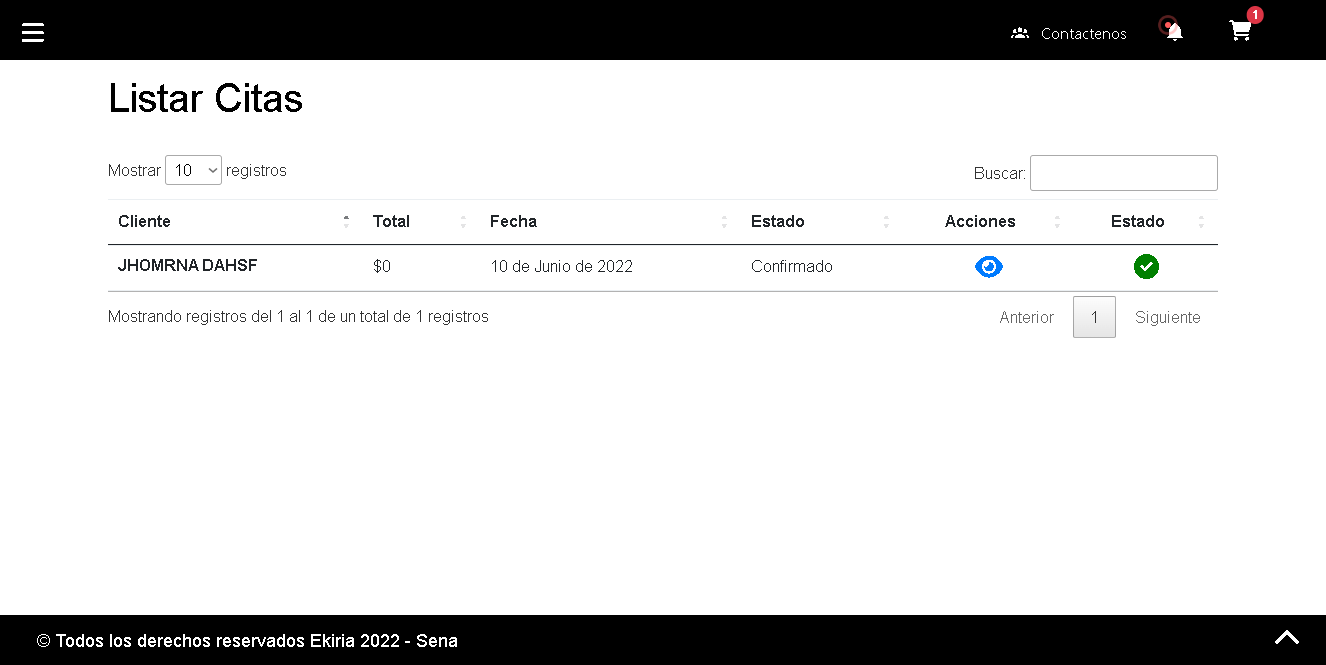 Contactenos
1
Listar Citas
Mostrar 10 registros
Buscar:
Cliente Total Fecha Estado Acciones Estado
JHOMRNA DAHSF $0 10 de Junio de 2022 Confirmado
Mostrando registros del 1 al 1 de un total de 1 registros
Anterior 1 Siguiente
© Todos los derechos reservados Ekiria 2022 - Sena